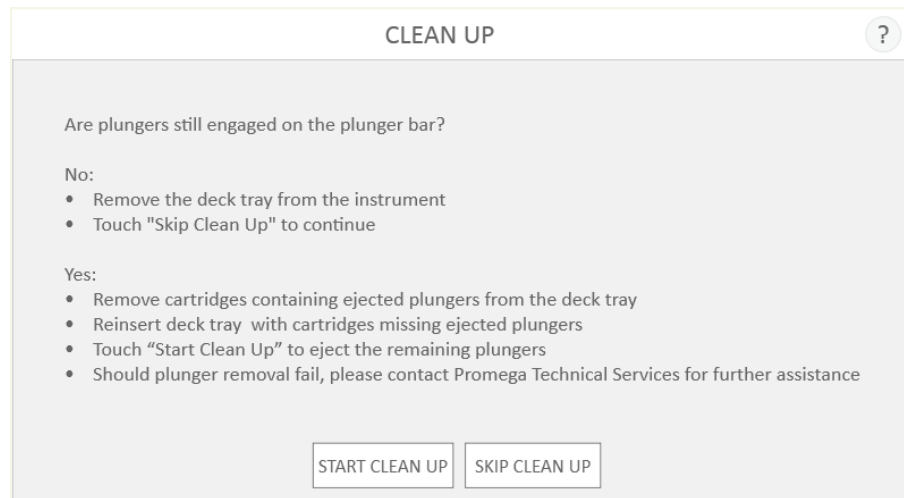 CLEAN UP
?
Are plungers still engaged on the plunger bar?
No:
• Remove the deck tray from the instrument
• Touch "Skip Clean Up" to continue
Yes:
• Remove cartridges containing ejected plungers from the deck tray
• Reinsert deck tray  with cartridges missing ejected plungers
• Touch “Start Clean Up” to eject the remaining plungers
• Should plunger removal fail, please contact Promega Technical Services for further assistance
START CLEAN UP
SKIP CLEAN UP